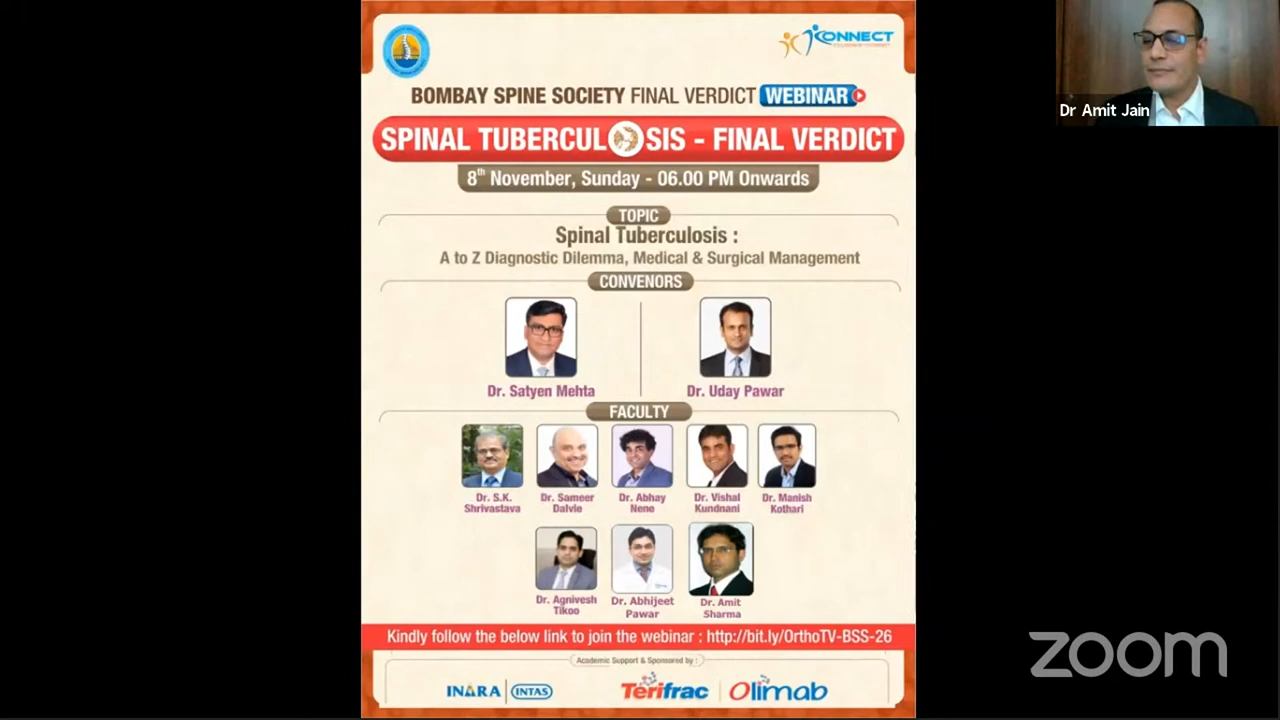 CONNECT
BOMBAY SPINE SOCIETY FINAL VERDICT WEBINAR
SPINAL TUBERCULOSIS - FINAL VERDICT
8th November, Sunday - 06.00 PM Onwards
TOPIC
Spinal Tuberculosis :
A to Z Diagnostic Dilemma, Medical & Surgical Management
CONVENORS
Dr. Satyen Mehta
Dr. Uday Pawar
FACULTY
Dr. S.K. Shrivastava
Dr. Sameer Dalvie
Dr. Abhay Nene
Dr. Vishal Kundnani
Dr. Manish Kothari
Dr. Agnivesh Tikoo
Dr. Abhijeet Pawar
Dr. Amit Sharma
Kindly follow the below link to join the webinar : http://bit.ly/OrthoTV-BSS-26
Academic Support & Sponsored by :
INARA INTAS
Terifrac
Olimab
Dr Amit Jain
zoom